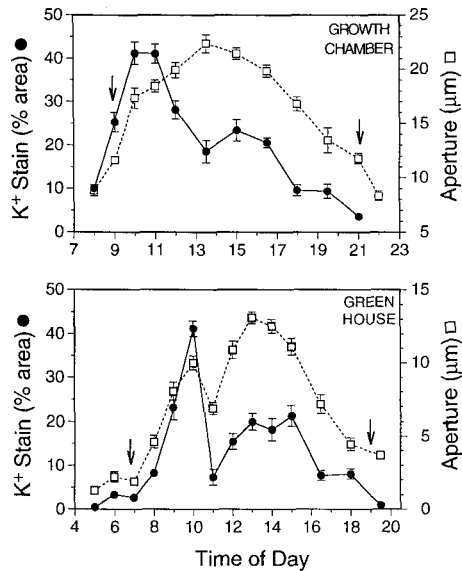 GROWTH
CHAMBER
K+ Stain (% area) ●
50
40
30
20
10
0
Aperture (µm) □
25
20
15
10
5
7 9 11 13 15 17 19 21 23
GREEN
HOUSE
K+ Stain (% area) ●
50
40
30
20
10
0
Aperture (µm) □
15
10
5
0
4 6 8 10 12 14 16 18 20
Time of Day